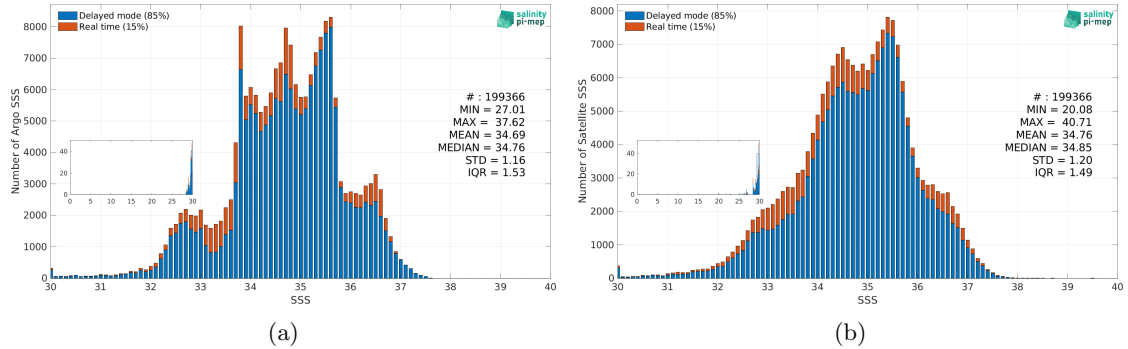 Delayed mode (85%)
Real time (15%)
salinity
pi-mep
Number of Argo SSS
8000
7000
6000
5000
4000
3000
2000
1000
0
# : 199366
MIN = 27.01
MAX = 37.62
MEAN = 34.69
MEDIAN = 34.76
STD = 1.16
IQR = 1.53
40
20
0
0 5 10 15 20 25 30
30 31 32 33 34 35 36 37 38 39 40
SSS
(a)
Delayed mode (85%)
Real time (15%)
salinity
pi-mep
Number of Satellite SSS
8000
7000
6000
5000
4000
3000
2000
1000
0
# : 199366
MIN = 20.08
MAX = 40.71
MEAN = 34.76
MEDIAN = 34.85
STD = 1.20
IQR = 1.49
40
20
0
0 5 10 15 20 25 30
30 31 32 33 34 35 36 37 38 39 40
SSS
(b)